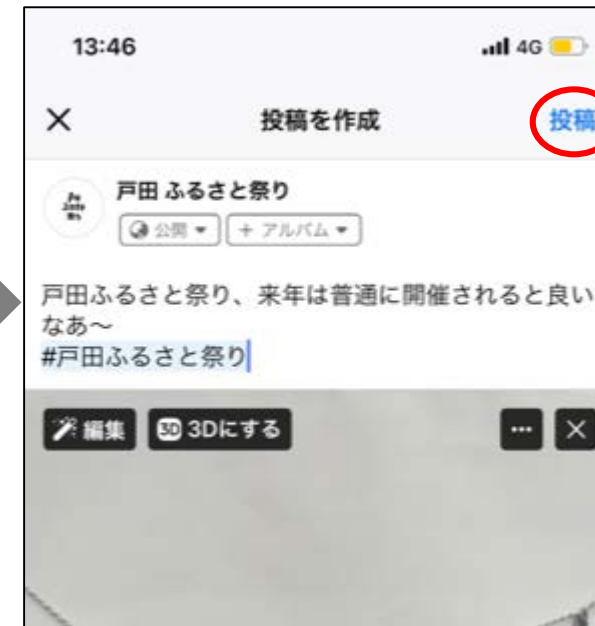 13:46 4G
投稿を作成 投稿
戸田 ふるさと祭り
公開 + アルバム
戸田ふるさと祭り、来年は普通に開催されると良い
なあ〜
#戸田ふるさと祭り
編集 3D 3Dにする ...